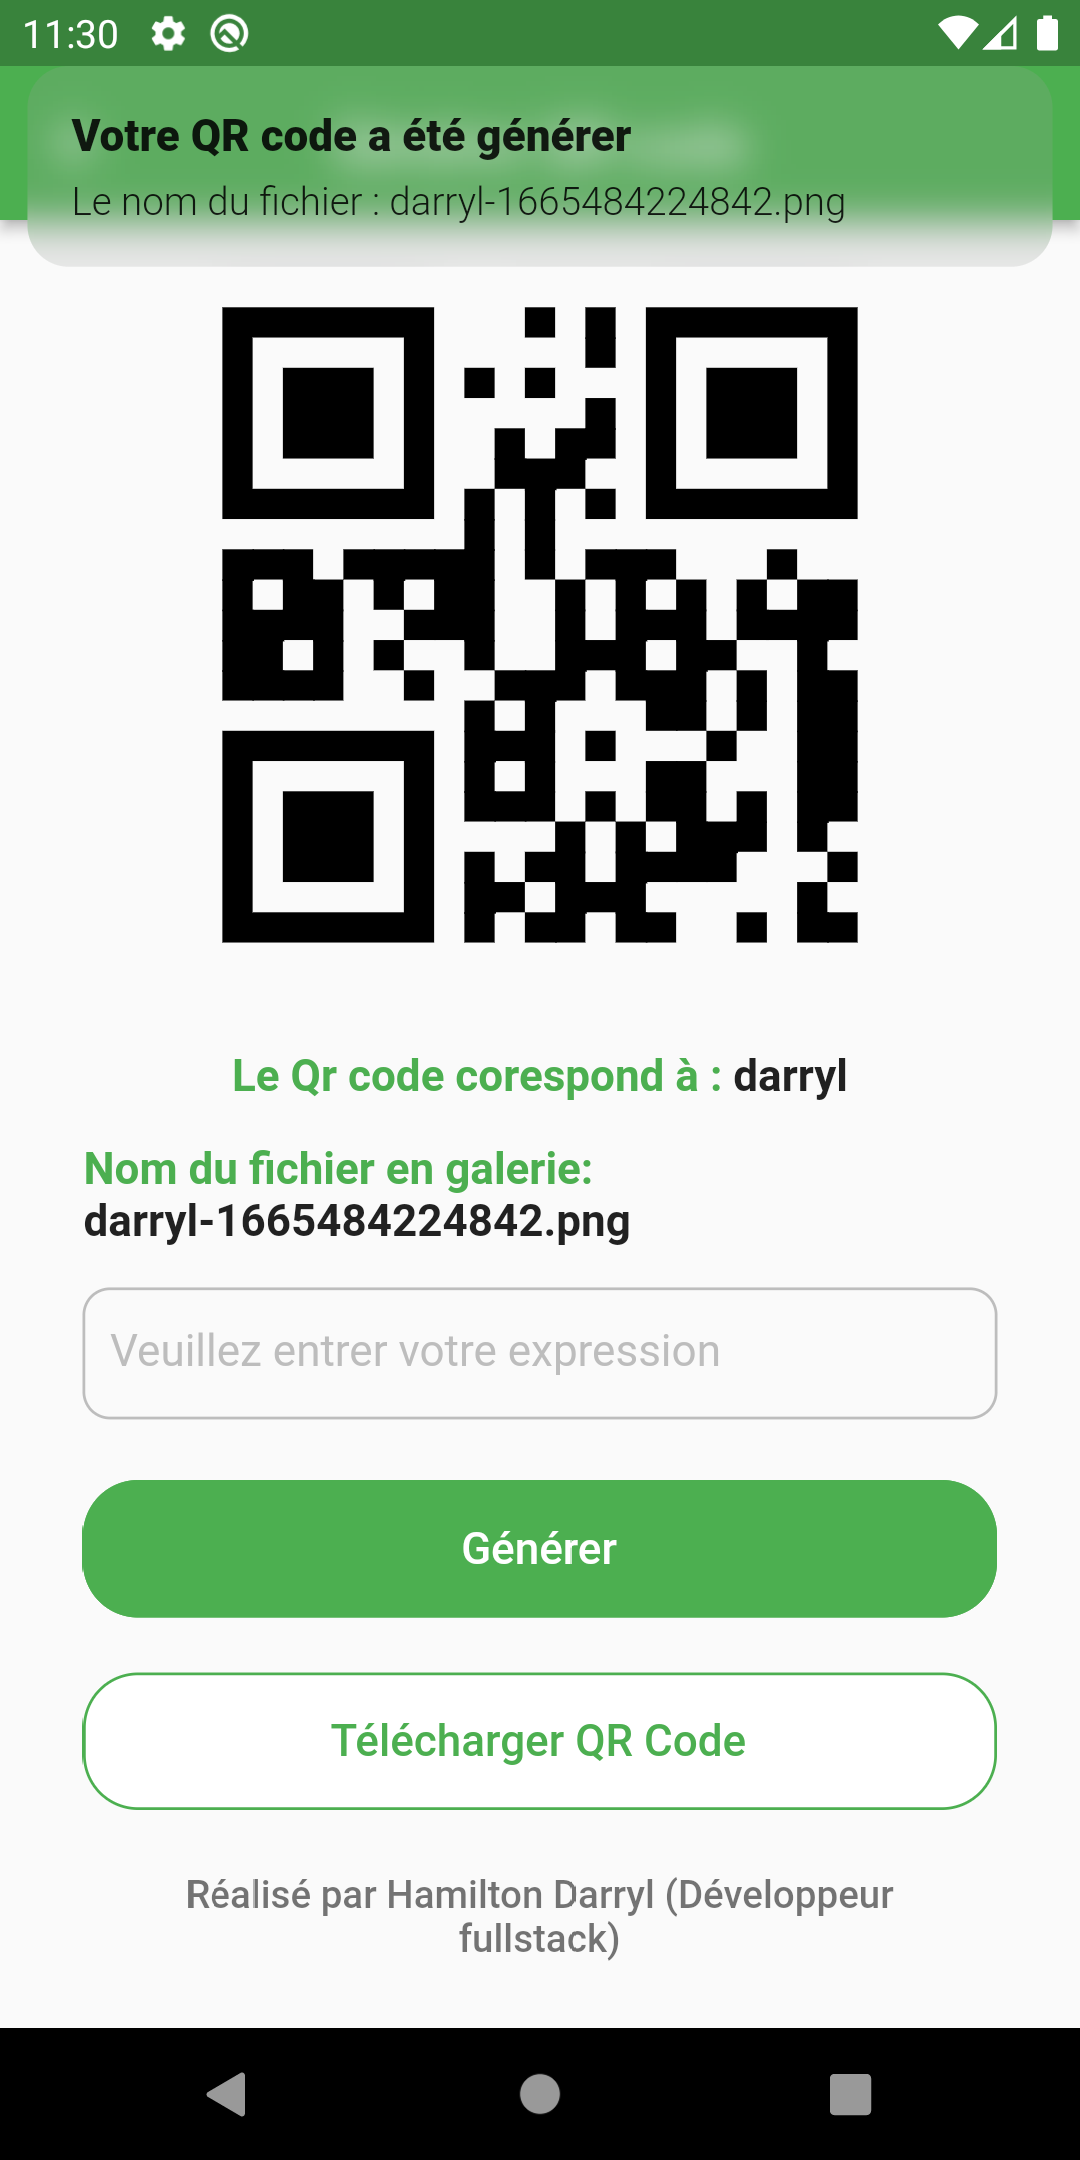 11:30
Votre QR code a été générer
Le nom du fichier : darryl-1665484224842.png
Le Qr code corespond à : darryl
Nom du fichier en galerie:
darryl-1665484224842.png
Veuillez entrer votre expression
Générer
Télécharger QR Code
Réalisé par Hamilton Darryl (Développeur
fullstack)